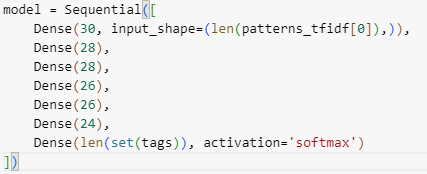 model = Sequential([
    Dense(30, input_shape=(len(patterns_tfidf[0]),)),
    Dense(28),
    Dense(28),
    Dense(26),
    Dense(26),
    Dense(24),
    Dense(len(set(tags)), activation='softmax')
])